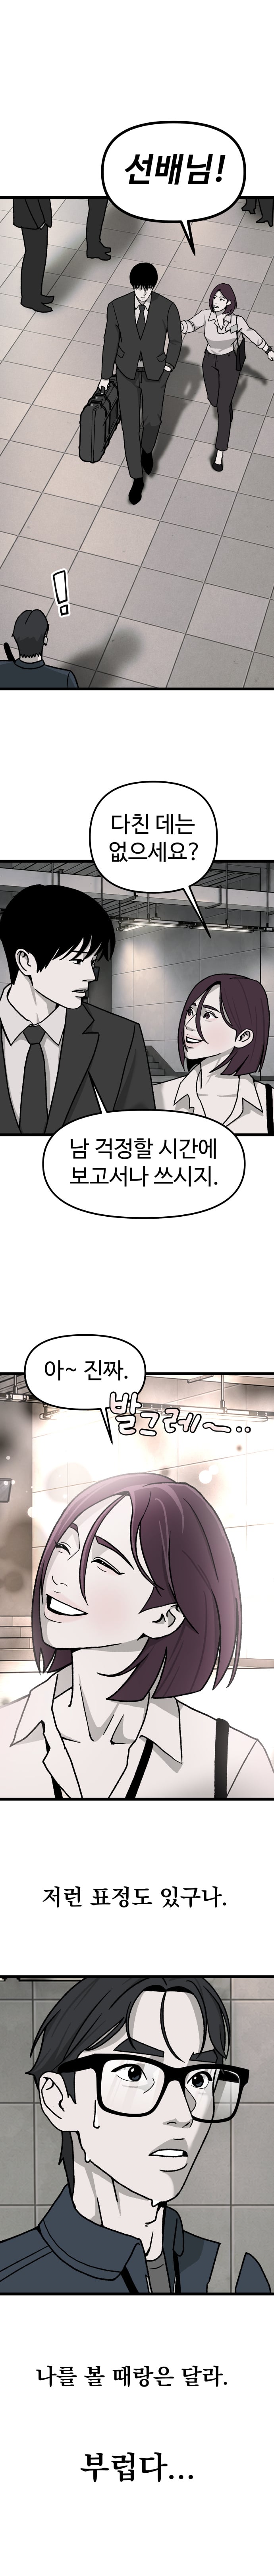 선배님!
!
다친 데는
없으세요?
남 걱정할 시간에
보고서나 쓰시지.
아~ 진짜.
발그레~..
저런 표정도 있구나.
나를 볼 때랑은 달라.
부럽다...